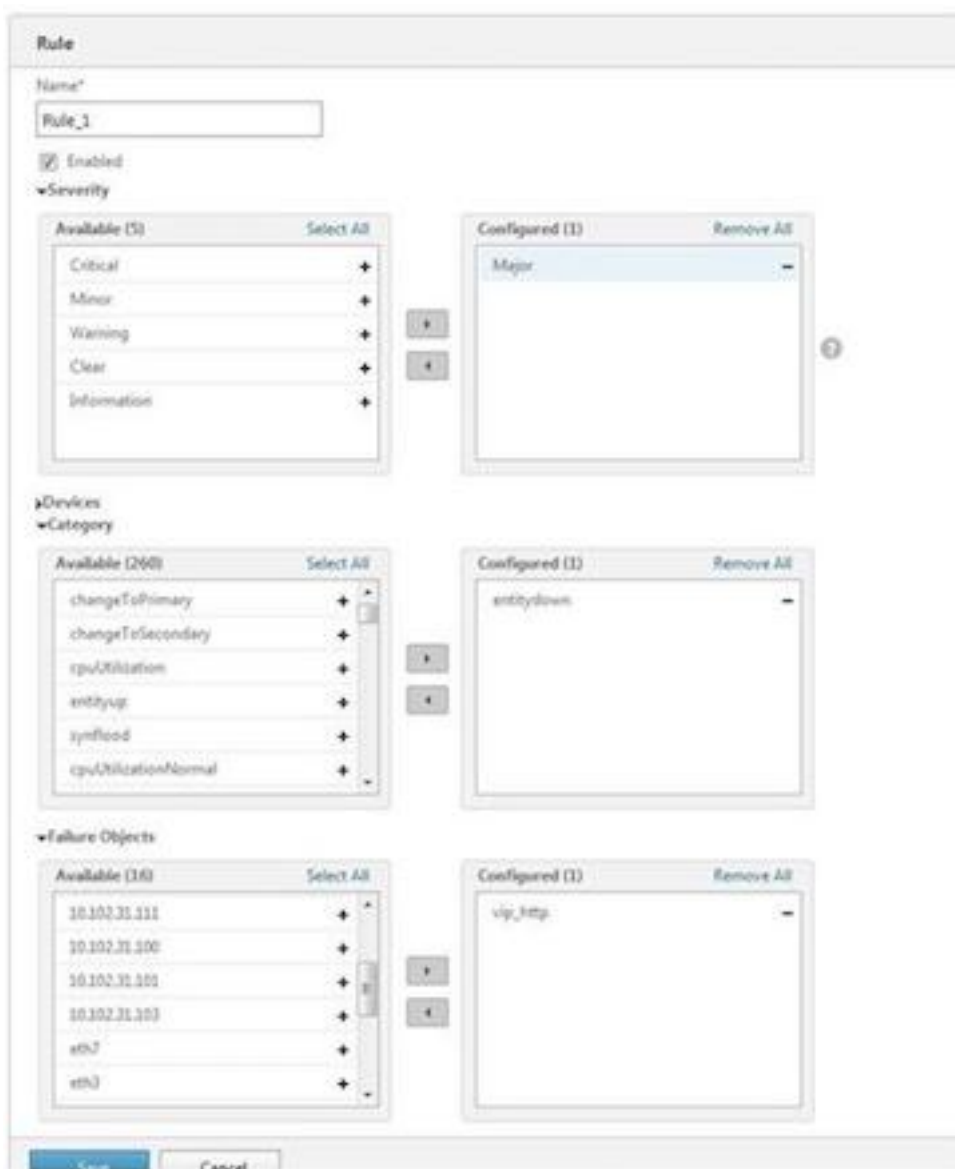 Rule
Name*
Rule_1
Enabled
Severity
Available (5) Select All
Critical
Minor
Warning
Clear
Information
Configured (1) Remove All
Major
Devices
Category
Available (260) Select All
changeToPrimary
changeToSecondary
cpuUtilization
entityup
synflood
cpuUtilizationNormal
Configured (1) Remove All
entitydown
Failure Objects
Available (16) Select All
10.102.31.111
10.102.31.100
10.102.31.101
10.102.31.103
eth7
eth3
Configured (1) Remove All
vip_http
Save Cancel